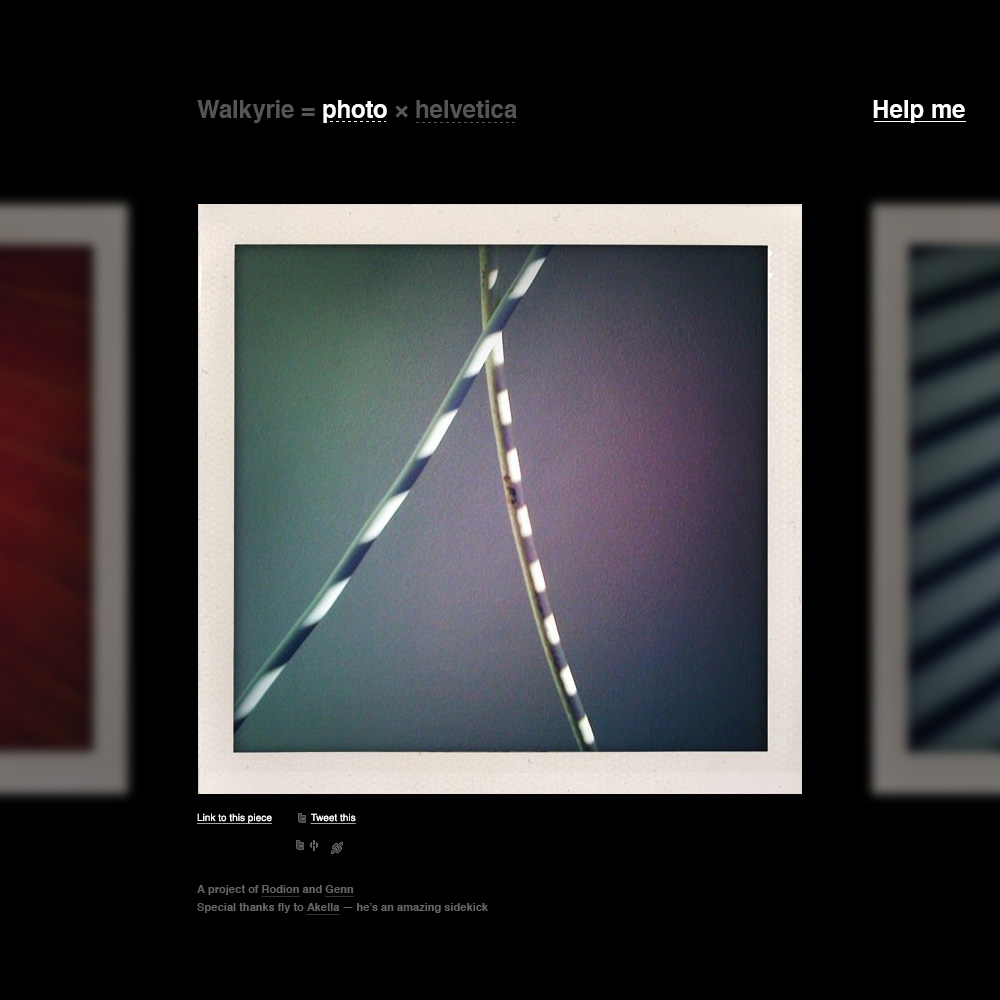 Walkyrie = photo × helvetica
Help me
Link to this piece
Tweet this
A project of Rodion and Genn
Special thanks fly to Akella — he's an amazing sidekick